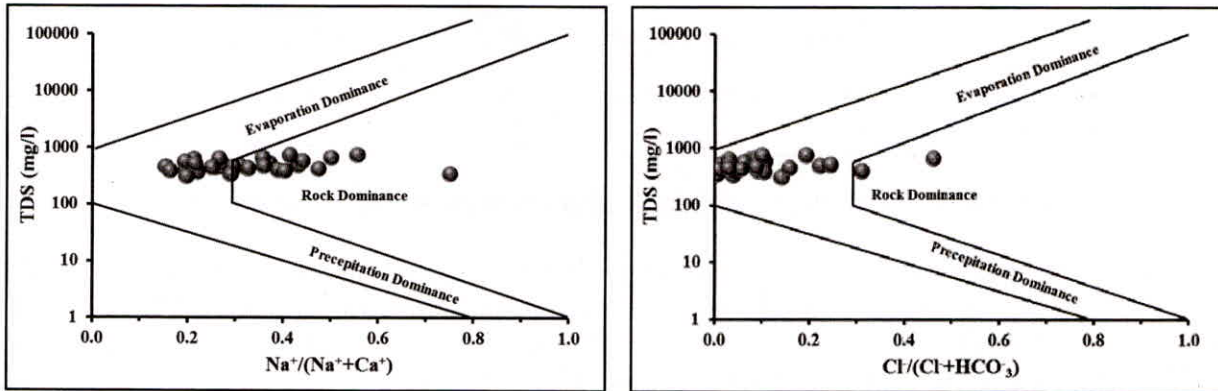 100000
10000
1000
100
10
1
TDS (mg/l)
Evaporation Dominance
Rock Dominance
Precepitation Dominance
0.0 0.2 0.4 0.6 0.8 1.0
Na⁺/(Na⁺+Ca⁺)
100000
10000
1000
100
10
1
TDS (mg/l)
Evaporation Dominance
Rock Dominance
Precepitation Dominance
0.0 0.2 0.4 0.6 0.8 1.0
Cl⁻/(Cl⁻+HCO⁻₃)